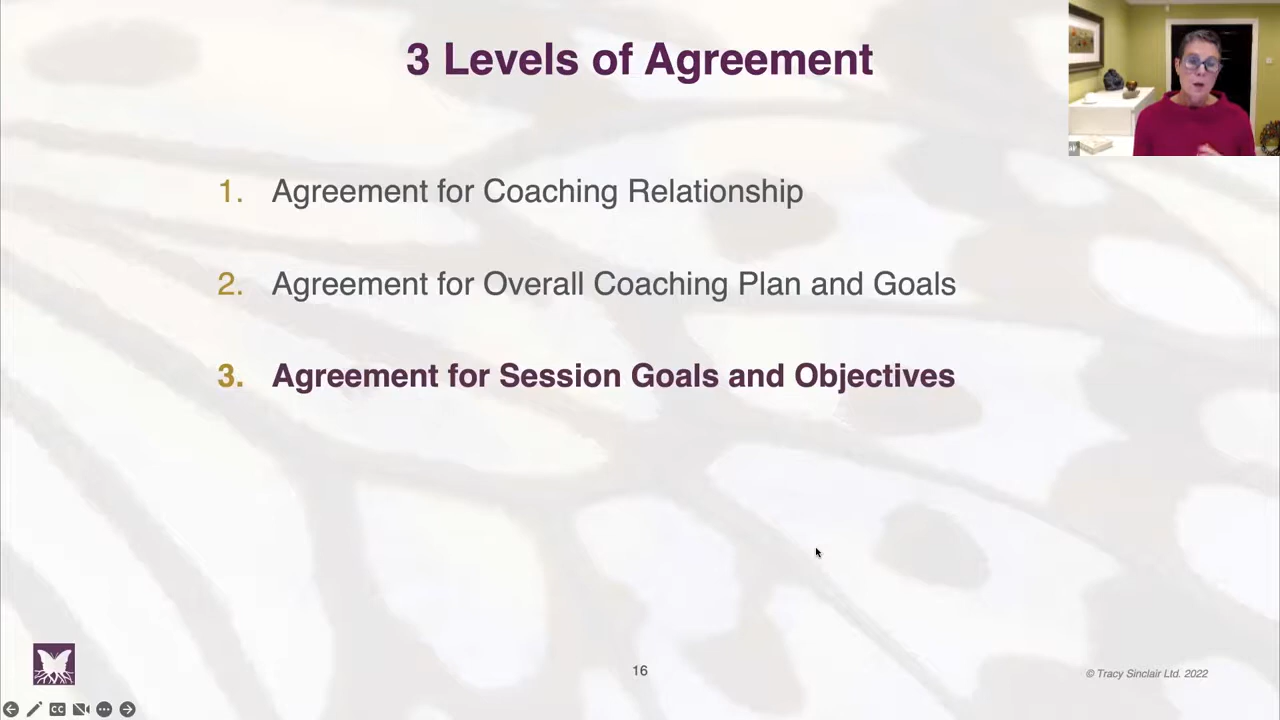 3 Levels of Agreement
1. Agreement for Coaching Relationship
2. Agreement for Overall Coaching Plan and Goals
3. Agreement for Session Goals and Objectives
16
© Tracy Sinclair Ltd. 2022
CC